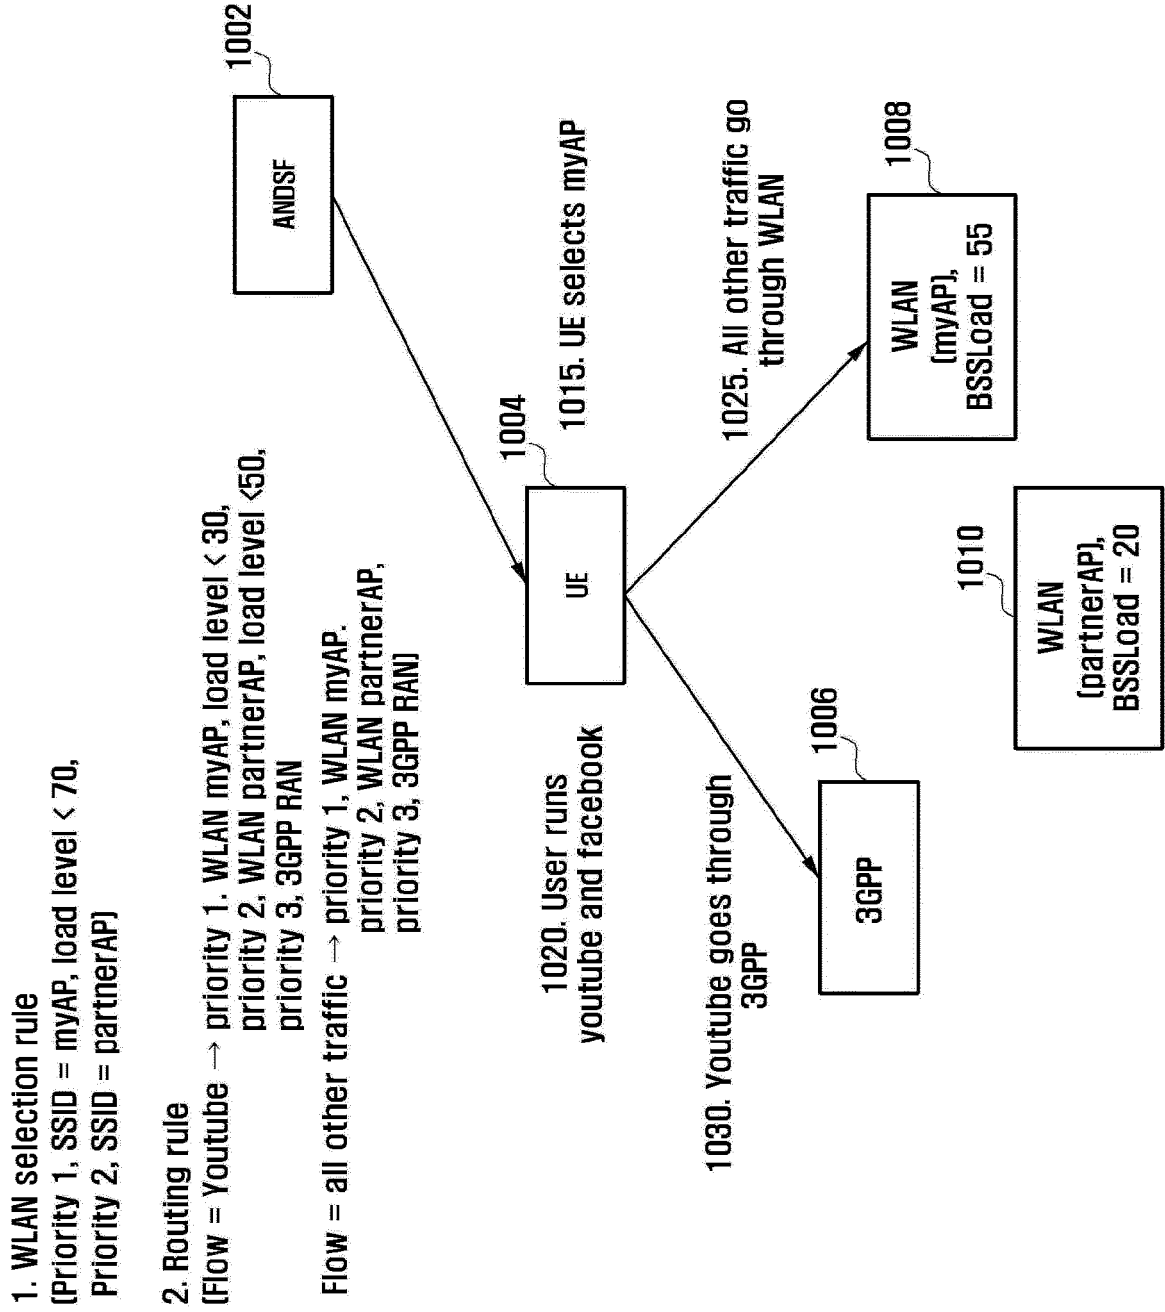 1. WLAN selection rule
(Priority 1, SSID = myAP, load level < 70,
Priority 2, SSID = partnerAP)
2. Routing rule
(Flow = Youtube → priority 1. WLAN myAP, load level < 30,
priority 2, WLAN partnerAP, load level <50,
priority 3, 3GPP RAN
Flow = all other traffic → priority 1, WLAN myAP.
priority 2, WLAN partnerAP,
priority 3, 3GPP RAN)
1002
ANDSF
1004
UE
1015. UE selects myAP
1020. User runs
youtube and facebook
1025. All other traffic go
through WLAN
1030. Youtube goes through
3GPP
1006
3GPP
1008
WLAN
(myAP),
BSSLoad = 55
1010
WLAN
(partnerAP),
BSSLoad = 20